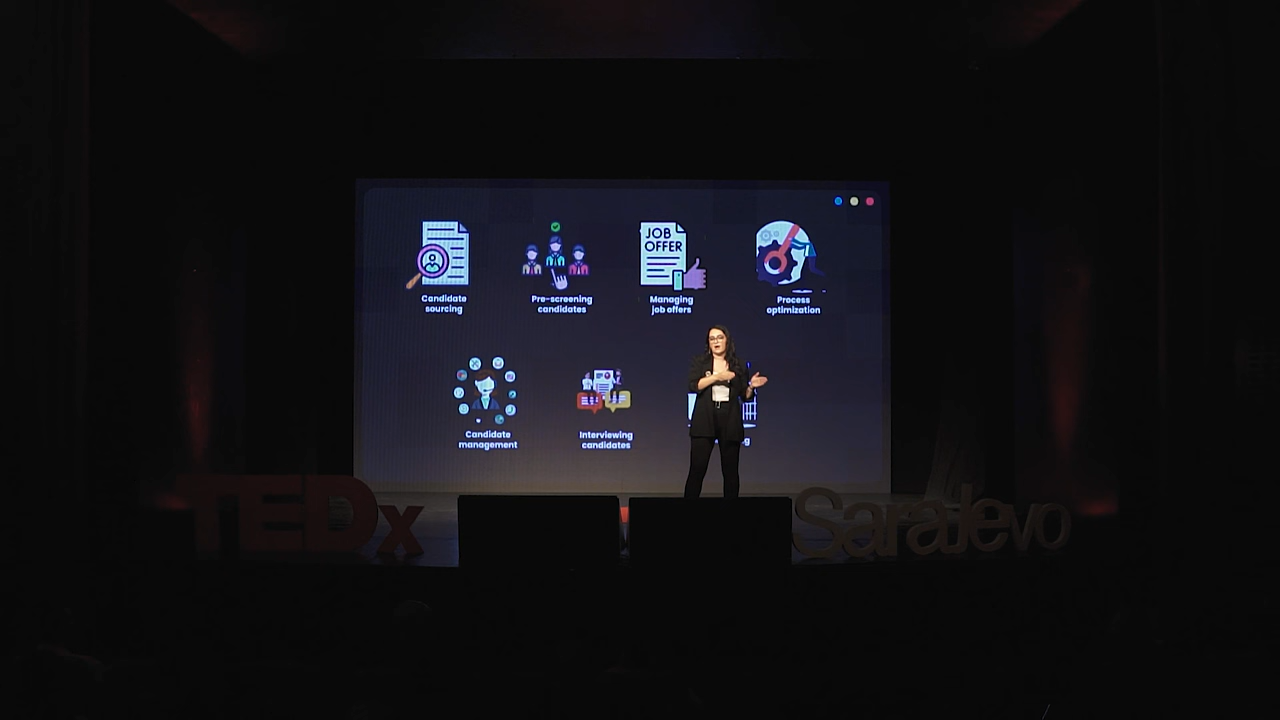 JOB
OFFER
Candidate
sourcing
Pre-screening
candidates
Managing
job offers
Process
optimization
Candidate
management
Interviewing
candidates
TEDx
Sarajevo